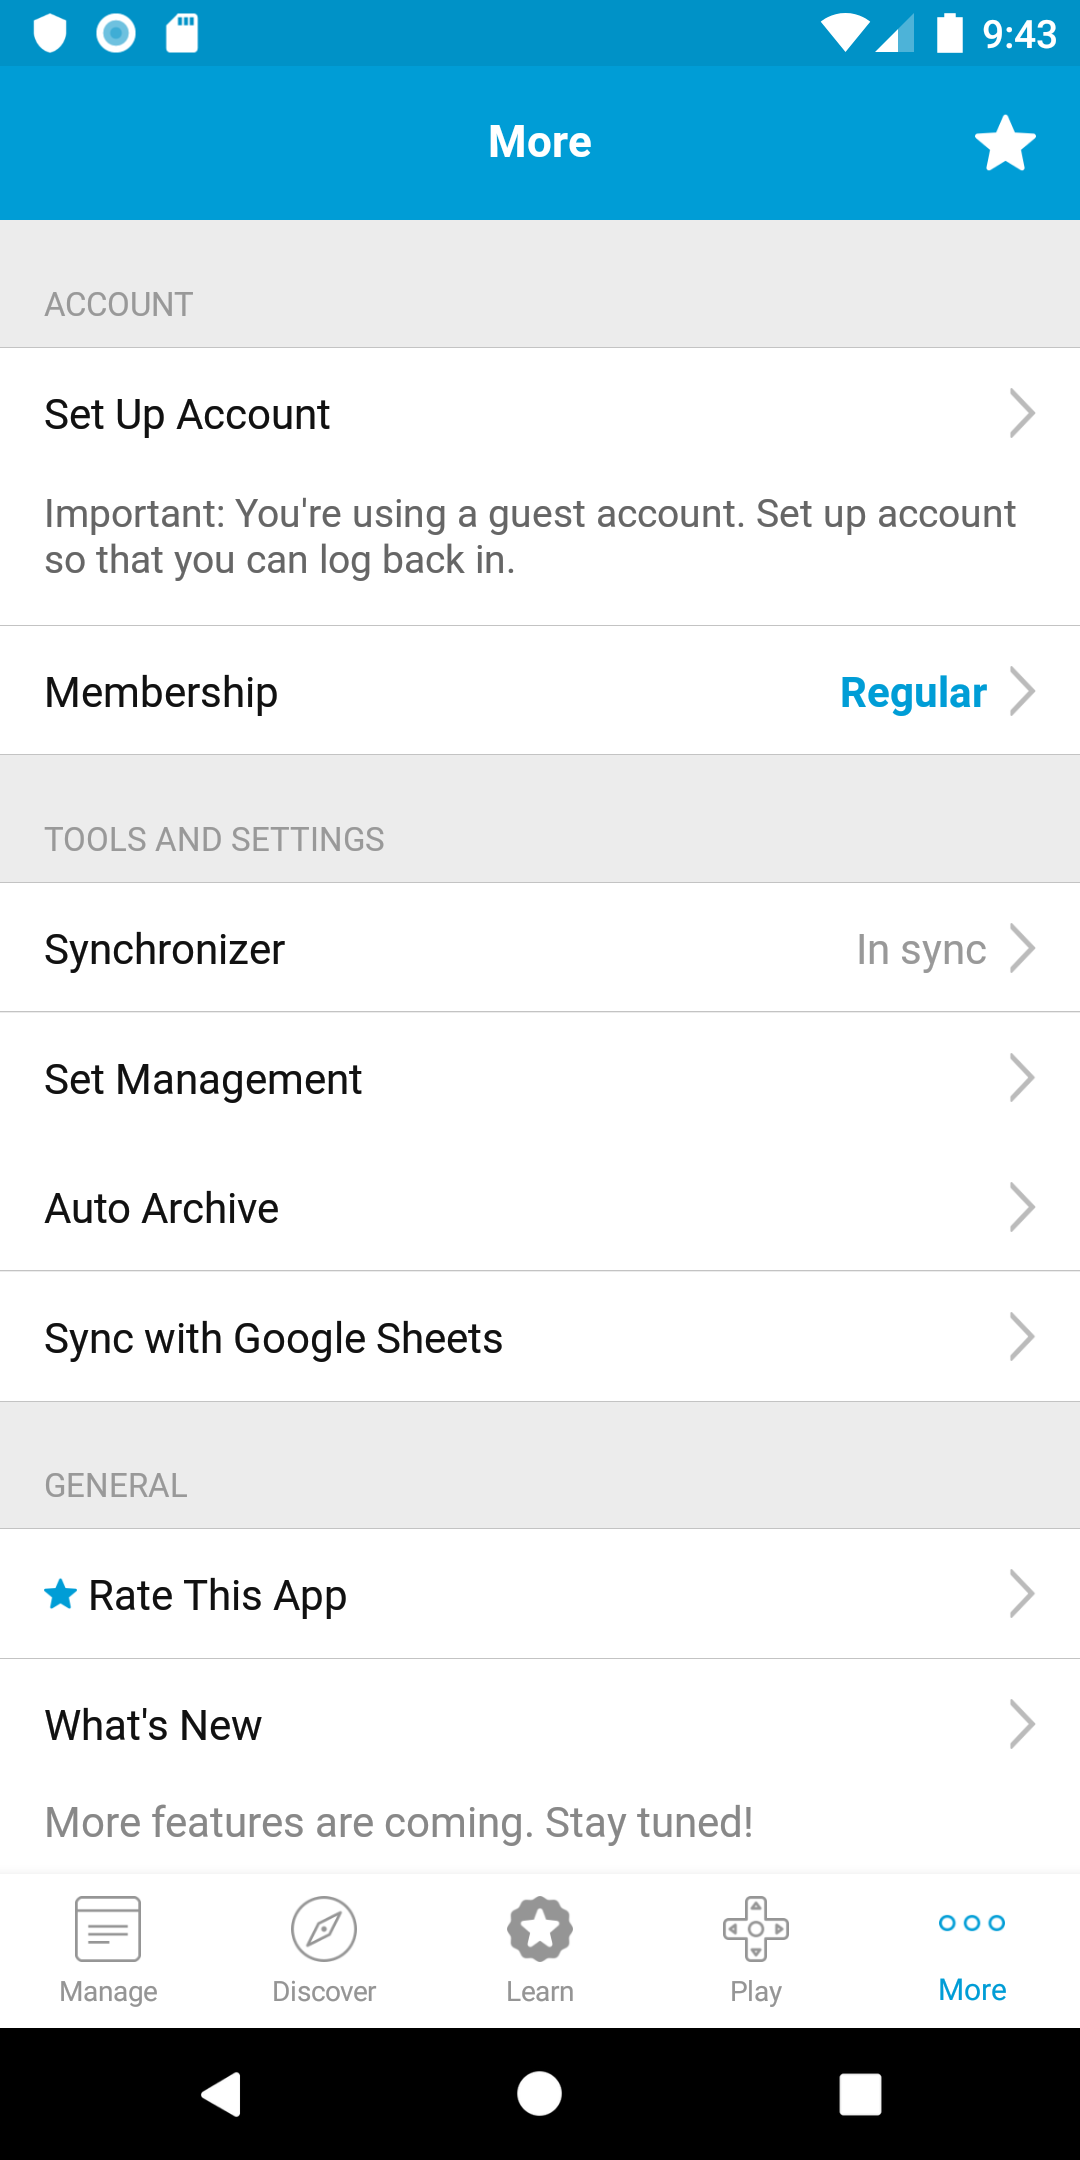 9:43
More
ACCOUNT
Set Up Account
Important: You're using a guest account. Set up account
so that you can log back in.
Membership Regular
TOOLS AND SETTINGS
Synchronizer In sync
Set Management
Auto Archive
Sync with Google Sheets
GENERAL
Rate This App
What's New
More features are coming. Stay tuned!
Manage Discover Learn Play More